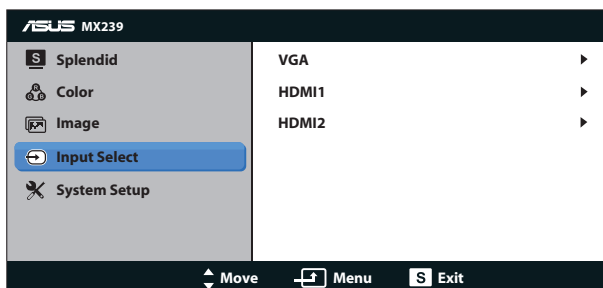 ASUS MX239
S Splendid
Color
Image
Input Select
System Setup
VGA
HDMI1
HDMI2
Move Menu S Exit